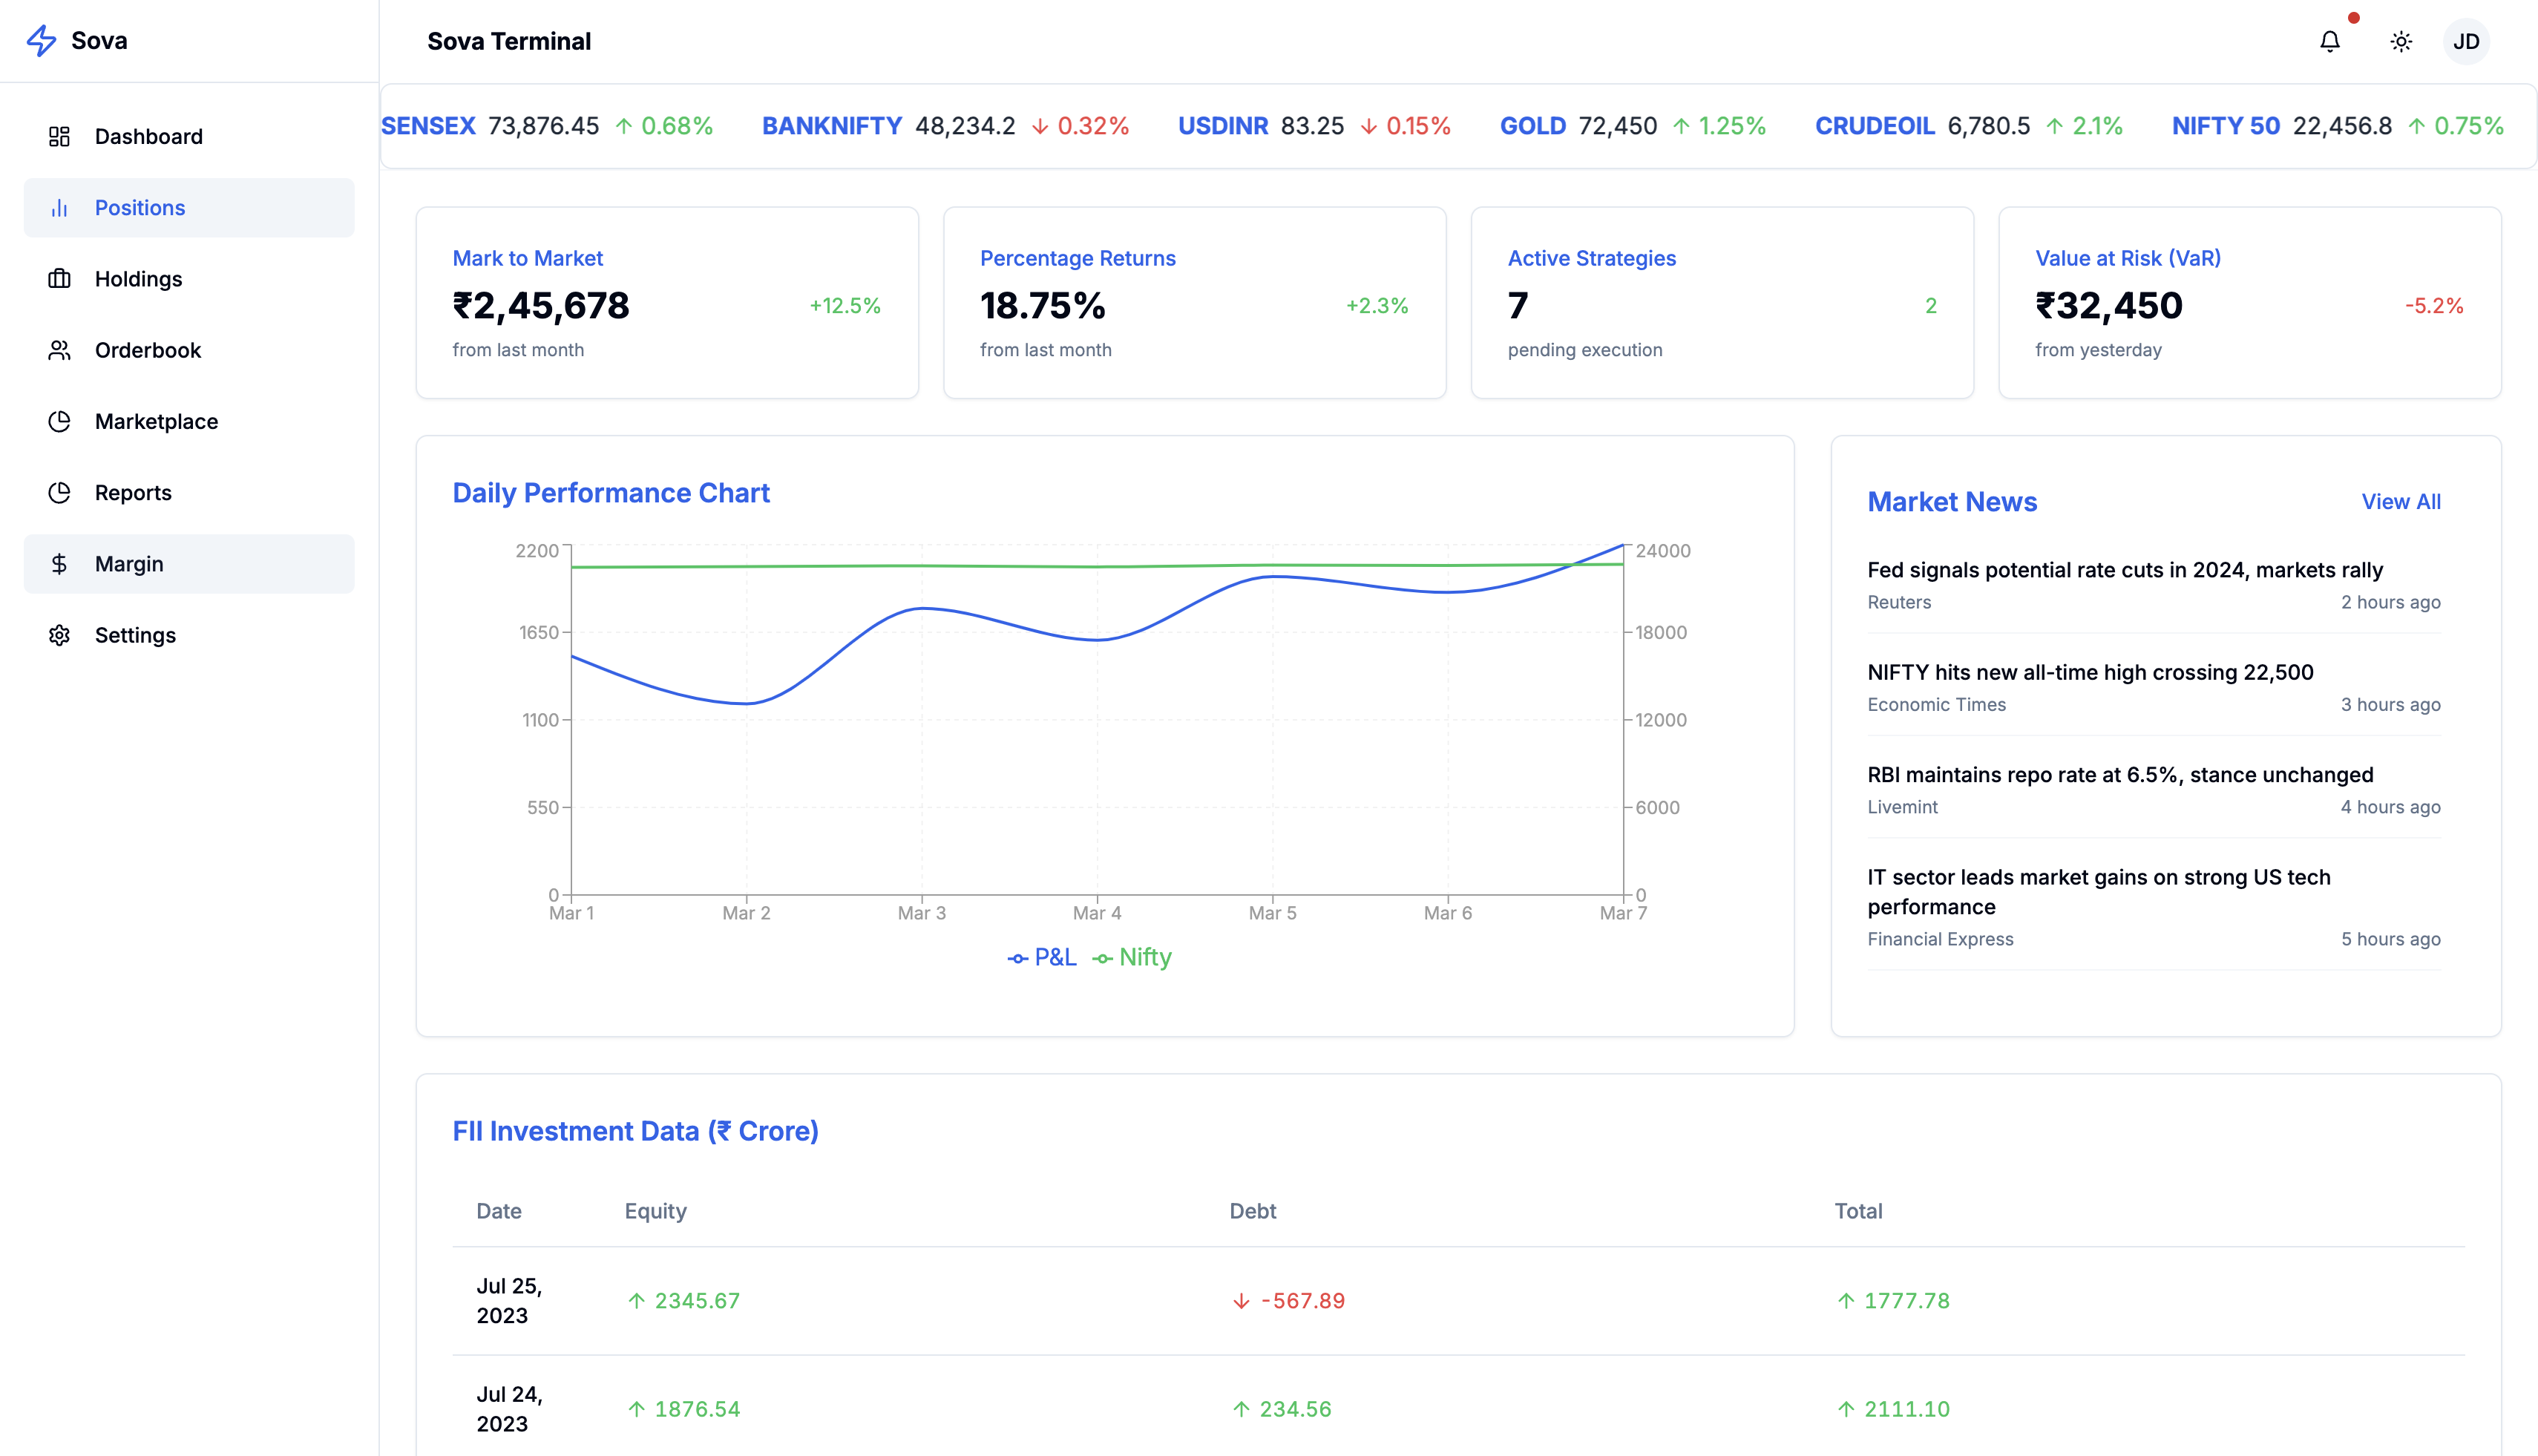 Sova
Sova Terminal
JD
Dashboard
Positions
Holdings
Orderbook
Marketplace
Reports
Margin
Settings
SENSEX 73,876.45 ↑ 0.68% BANKNIFTY 48,234.2 ↓ 0.32% USDINR 83.25 ↓ 0.15% GOLD 72,450 ↑ 1.25% CRUDEOIL 6,780.5 ↑ 2.1% NIFTY 50 22,456.8 ↑ 0.75%
Mark to Market
₹2,45,678 +12.5%
from last month
Percentage Returns
18.75% +2.3%
from last month
Active Strategies
7 2
pending execution
Value at Risk (VaR)
₹32,450 -5.2%
from yesterday
Daily Performance Chart
2200
1650
1100
550
0
24000
18000
12000
6000
0
Mar 1 Mar 2 Mar 3 Mar 4 Mar 5 Mar 6 Mar 7
P&L Nifty
Market News View All
Fed signals potential rate cuts in 2024, markets rally
Reuters 2 hours ago
NIFTY hits new all-time high crossing 22,500
Economic Times 3 hours ago
RBI maintains repo rate at 6.5%, stance unchanged
Livemint 4 hours ago
IT sector leads market gains on strong US tech
performance
Financial Express 5 hours ago
FII Investment Data (₹ Crore)
Date Equity Debt Total
Jul 25,
2023
↑ 2345.67 ↓ -567.89 ↑ 1777.78
Jul 24,
2023
↑ 1876.54 ↑ 234.56 ↑ 2111.10